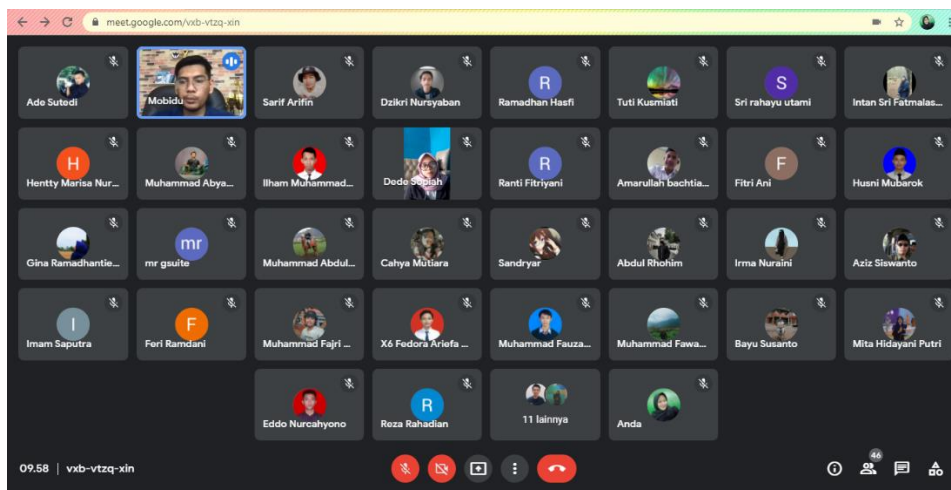 meet.google.com/vxb-vtzq-xin
Ade Sutedi
Mobidu
Sarif Arifin
Dzikri Nursyaban
R
Ramadhan Hasfi
Tuti Kusmiati
S
Sri rahayu utami
Intan Sri Fatmalas...
H
Hentty Marisa Nur...
Muhammad Abya...
Ilham Muhammad...
Dede Sopiah
R
Ranti Fitriyani
Amarullah bachtia...
F
Fitri Ani
Husni Mubarok
Gina Ramadhantie...
mr
mr gsuite
Muhammad Abdul...
Cahya Mutiara
Sandryar
Abdul Rhohim
Irma Nuraini
Aziz Siswanto
I
Imam Saputra
F
Feri Ramdani
Muhammad Fajri ...
X6 Fedora Ariefa ...
Muhammad Fauza...
Muhammad Fawa...
Bayu Susanto
Mita Hidayani Putri
Eddo Nurcahyono
R
Reza Rahadian
11 lainnya
Anda
09.58 | vxb-vtzq-xin
46